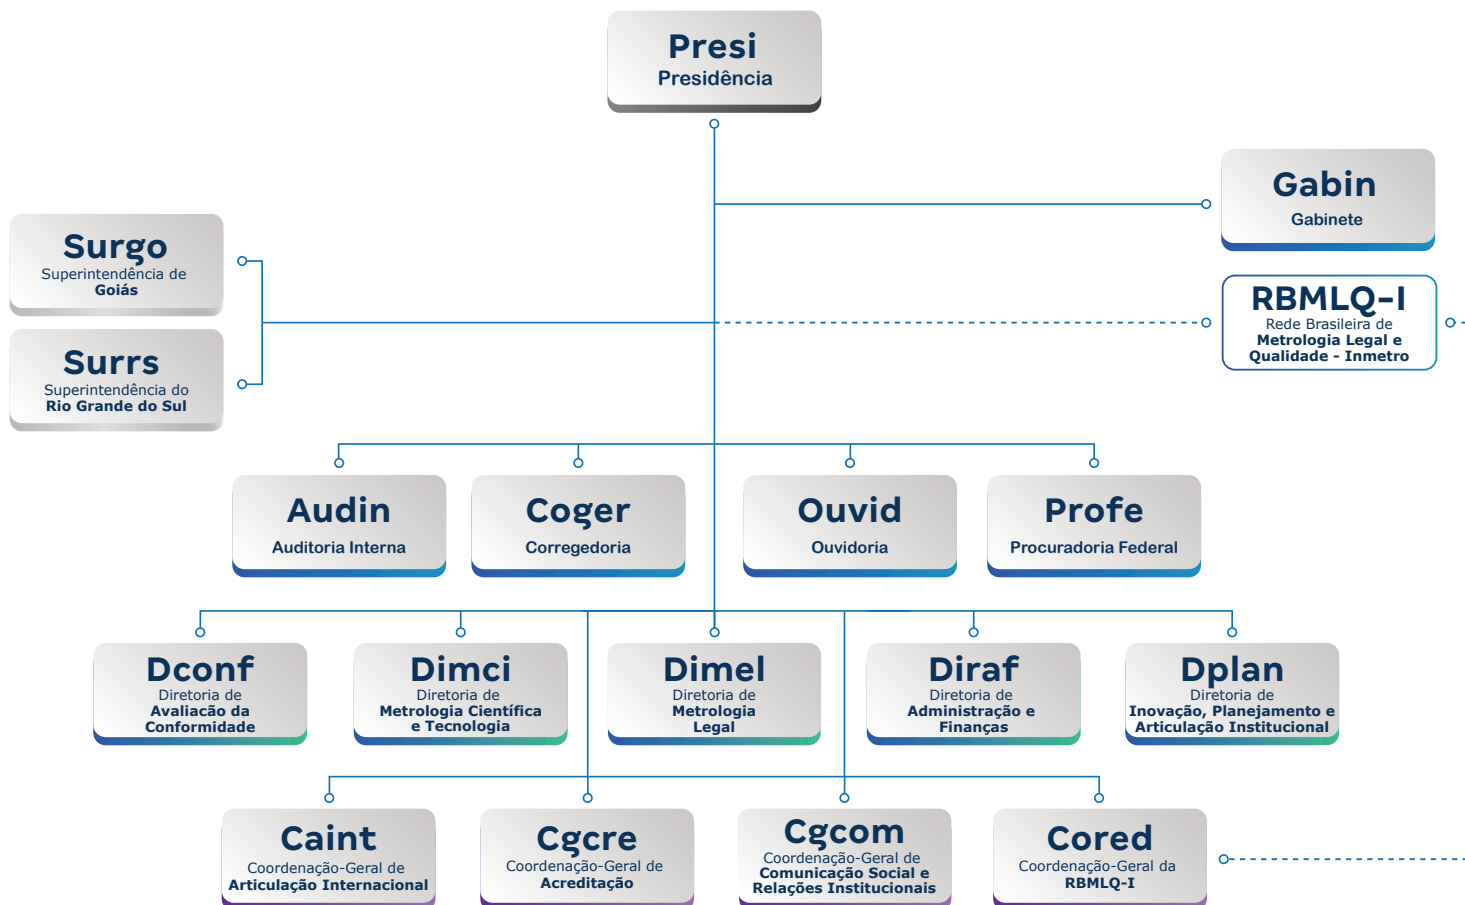 Presi
Presidência
Gabin
Gabinete
Surgo
Superintendência de
Goiás
RBMLQ-I
Rede Brasileira de
Metrologia Legal e
Qualidade - Inmetro
Surrs
Superintendência do
Rio Grande do Sul
Audin
Auditoria Interna
Coger
Corregedoria
Ouvid
Ouvidoria
Profe
Procuradoria Federal
Dconf
Diretoria de
Avaliacão da
Conformidade
Dimci
Diretoria de
Metrologia Científica
e Tecnologia
Dimel
Diretoria de
Metrologia
Legal
Diraf
Diretoria de
Administração e
Finanças
Dplan
Diretoria de
Inovação, Planejamento e
Articulação Institucional
Caint
Coordenação-Geral de
Articulação Internacional
Cgcre
Coordenação-Geral de
Acreditação
Cgcom
Coordenação-Geral de
Comunicação Social e
Relações Institucionais
Cored
Coordenação-Geral da
RBMLQ-I